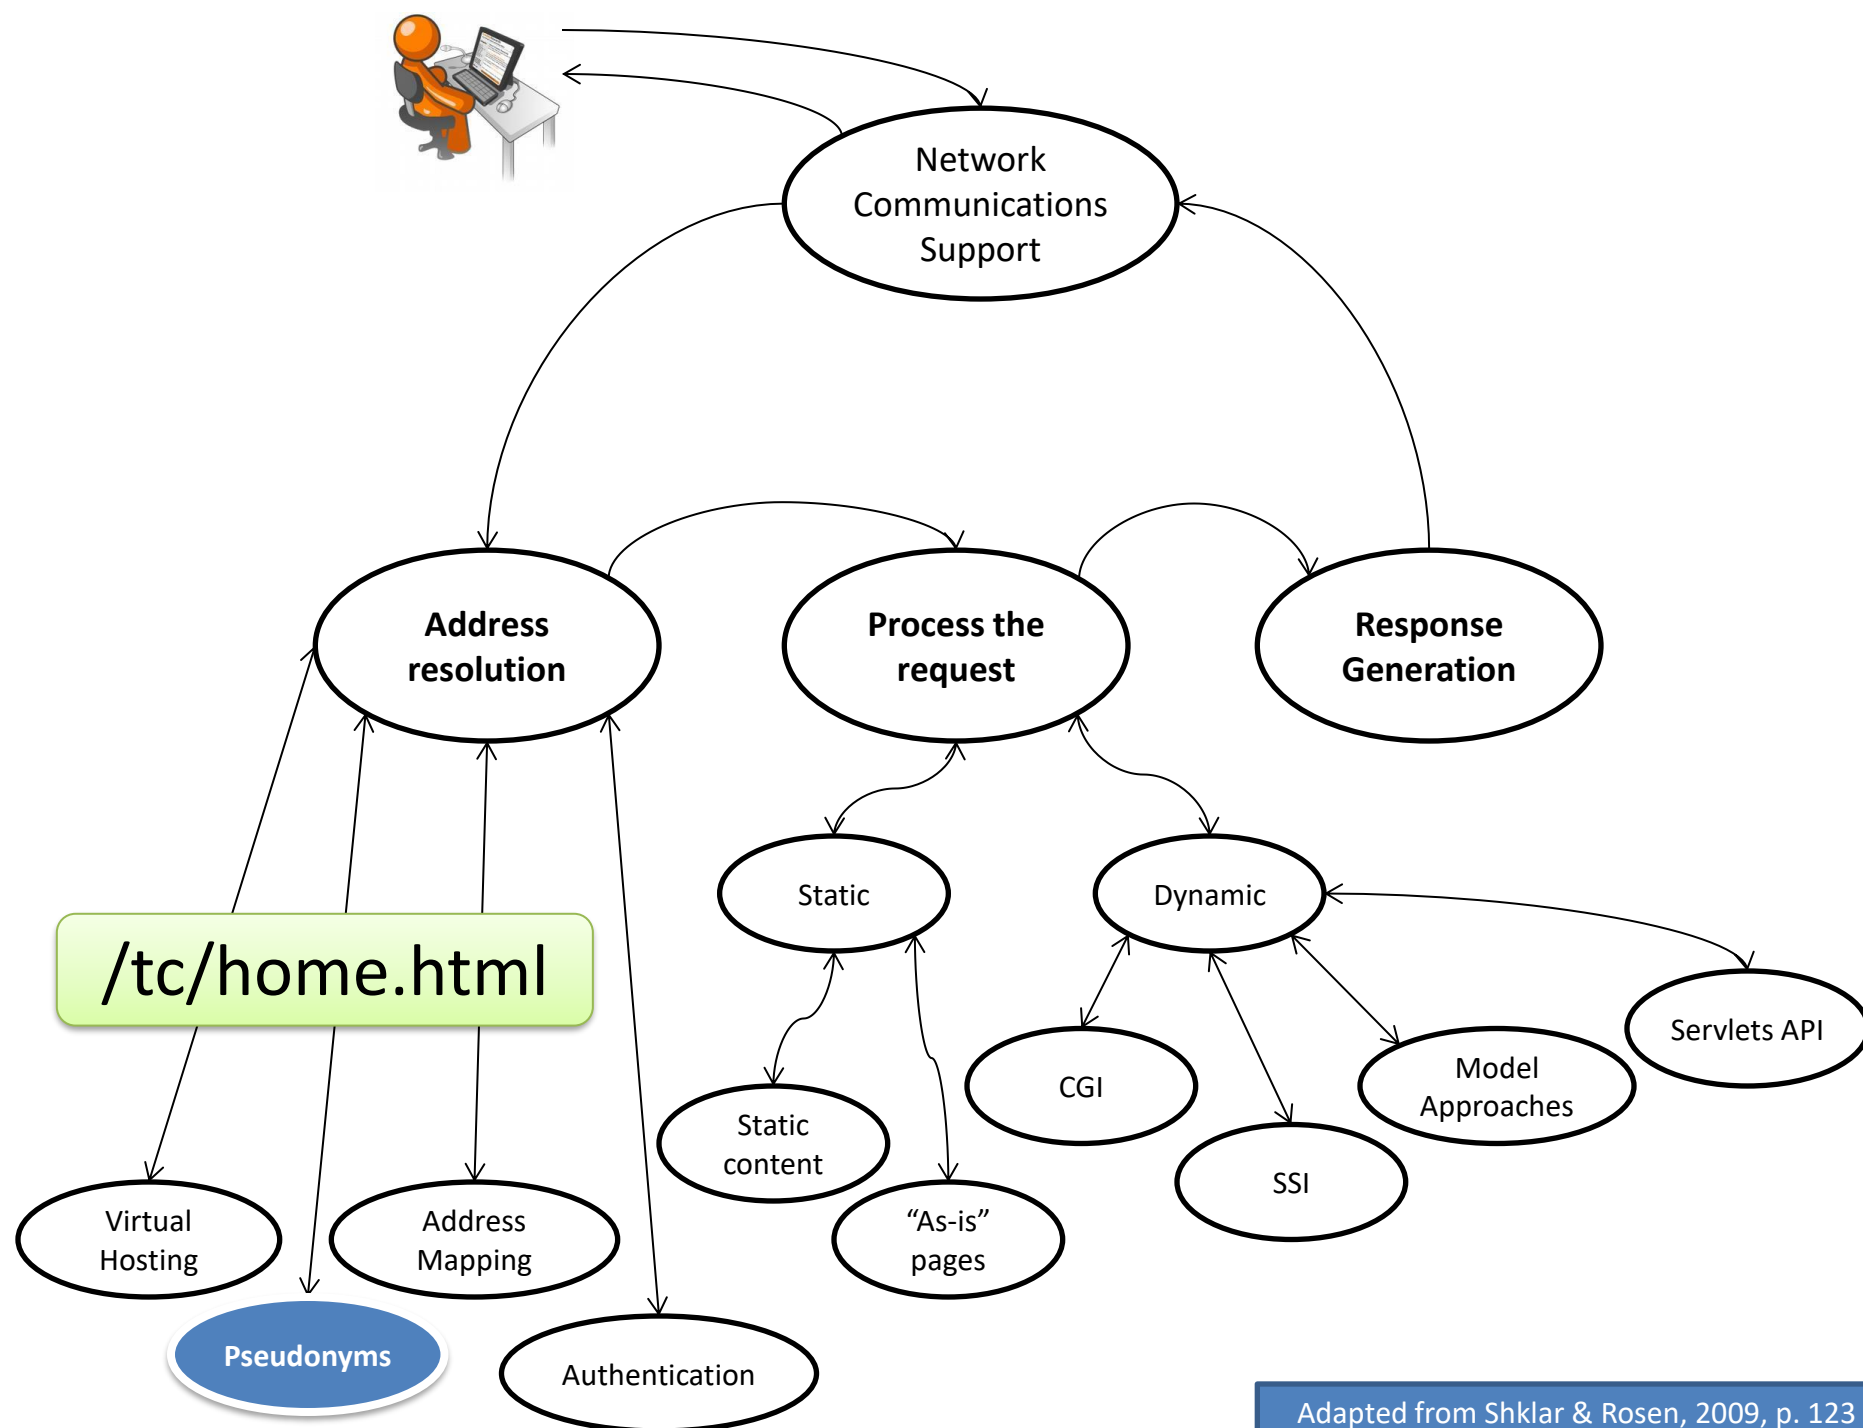 Network
Communications
Support
Address
resolution
Process the
request
Response
Generation
Static
Dynamic
/tc/home.html
Servlets API
CGI
Model
Approaches
Static
content
SSI
Virtual
Hosting
Address
Mapping
“As-is”
pages
Pseudonyms
Authentication
Adapted from Shklar & Rosen, 2009, p. 123